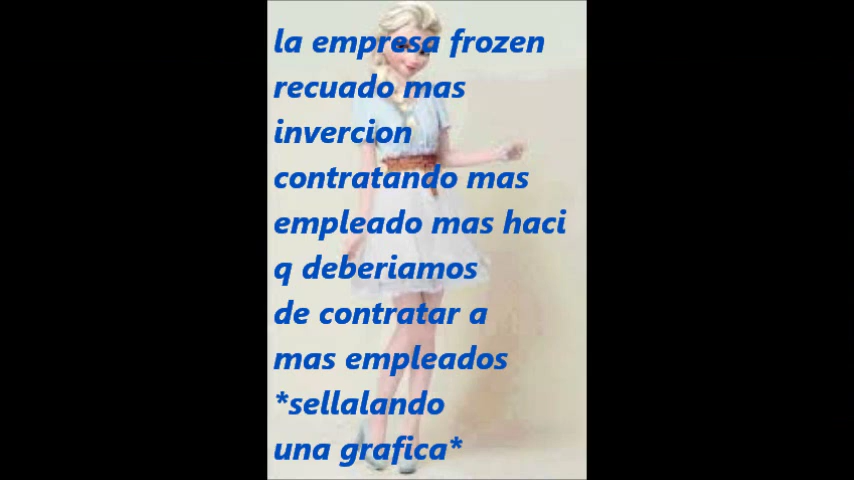 la empresa frozen
recuado mas
invercion
contratando mas
empleado mas haci
q deberiamos
de contratar a
mas empleados
*sellalando
una grafica*